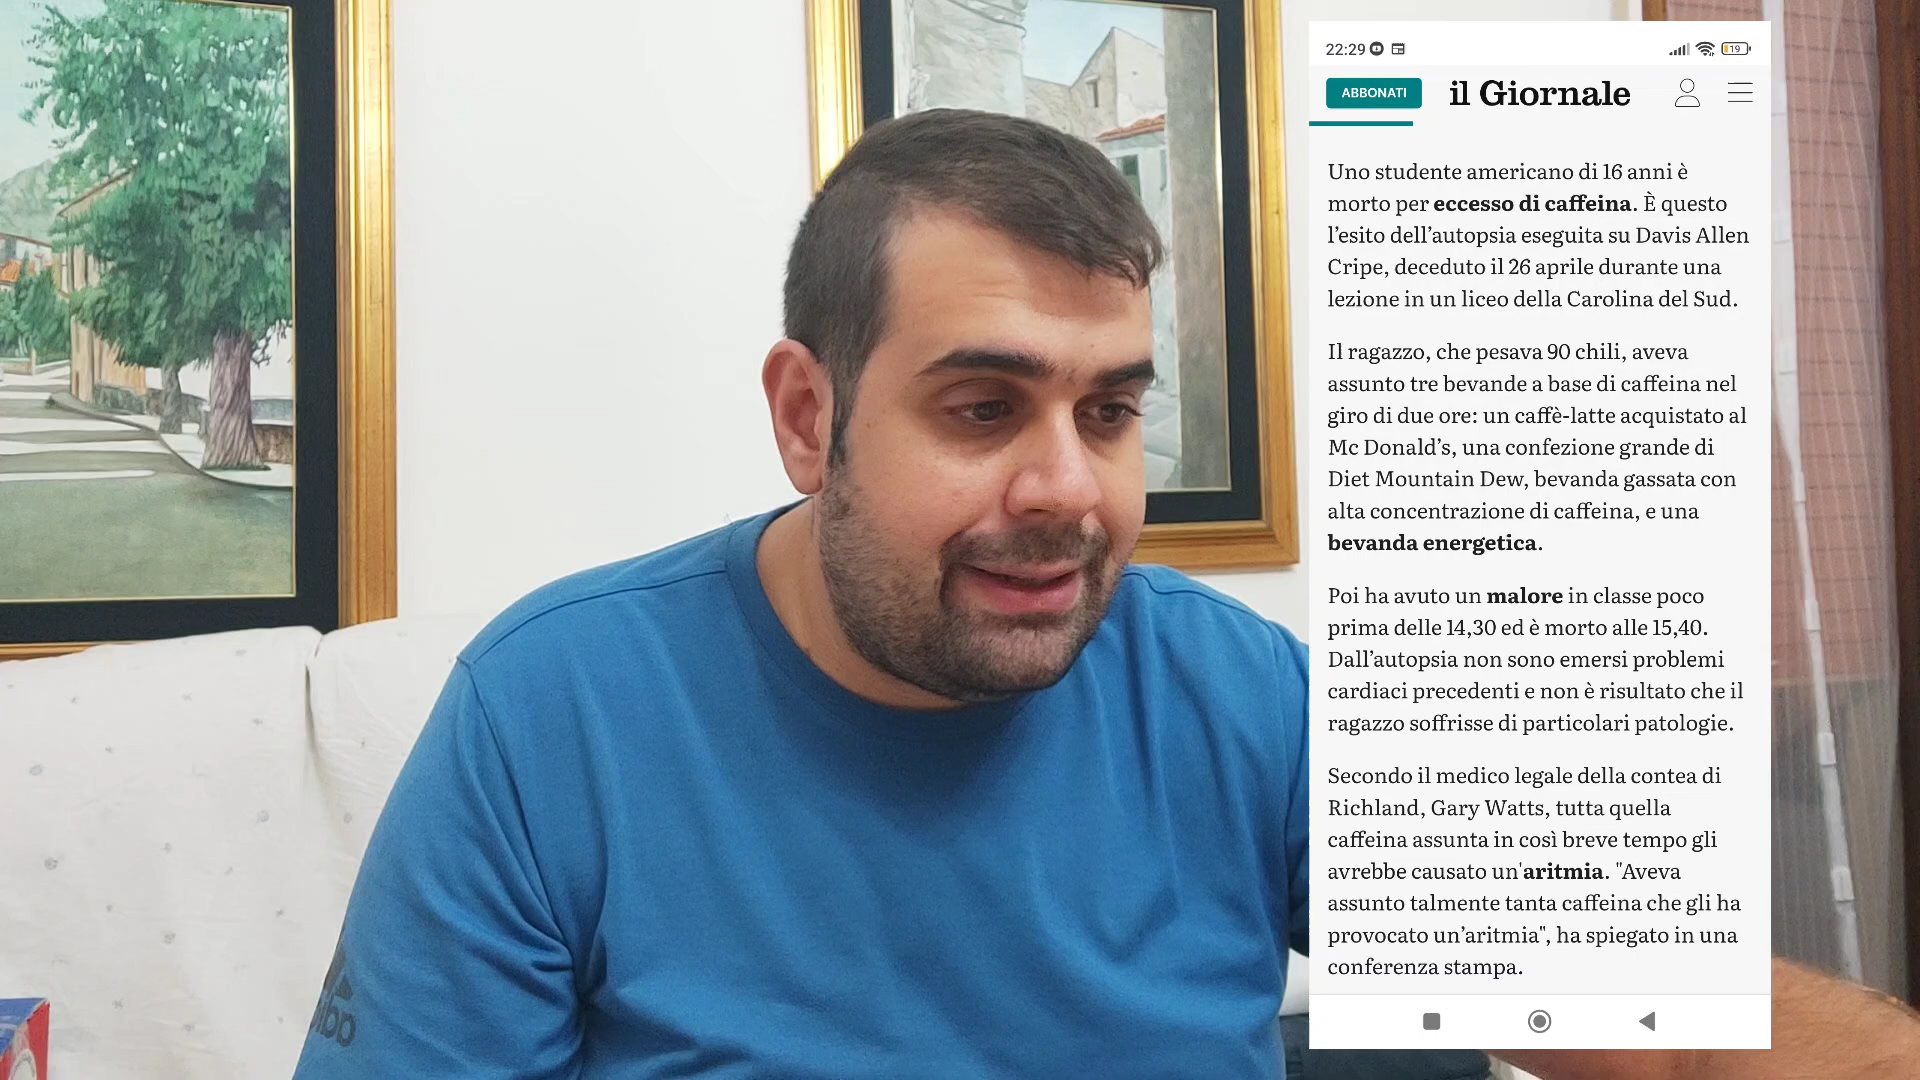 22:29
19
ABBONATI
il Giornale
Uno studente americano di 16 anni è
morto per eccesso di caffeina. È questo
l’esito dell’autopsia eseguita su Davis Allen
Cripe, deceduto il 26 aprile durante una
lezione in un liceo della Carolina del Sud.
Il ragazzo, che pesava 90 chili, aveva
assunto tre bevande a base di caffeina nel
giro di due ore: un caffè-latte acquistato al
Mc Donald’s, una confezione grande di
Diet Mountain Dew, bevanda gassata con
alta concentrazione di caffeina, e una
bevanda energetica.
Poi ha avuto un malore in classe poco
prima delle 14,30 ed è morto alle 15,40.
Dall’autopsia non sono emersi problemi
cardiaci precedenti e non è risultato che il
ragazzo soffrisse di particolari patologie.
Secondo il medico legale della contea di
Richland, Gary Watts, tutta quella
caffeina assunta in così breve tempo gli
avrebbe causato un'aritmia. "Aveva
assunto talmente tanta caffeina che gli ha
provocato un’aritmia", ha spiegato in una
conferenza stampa.